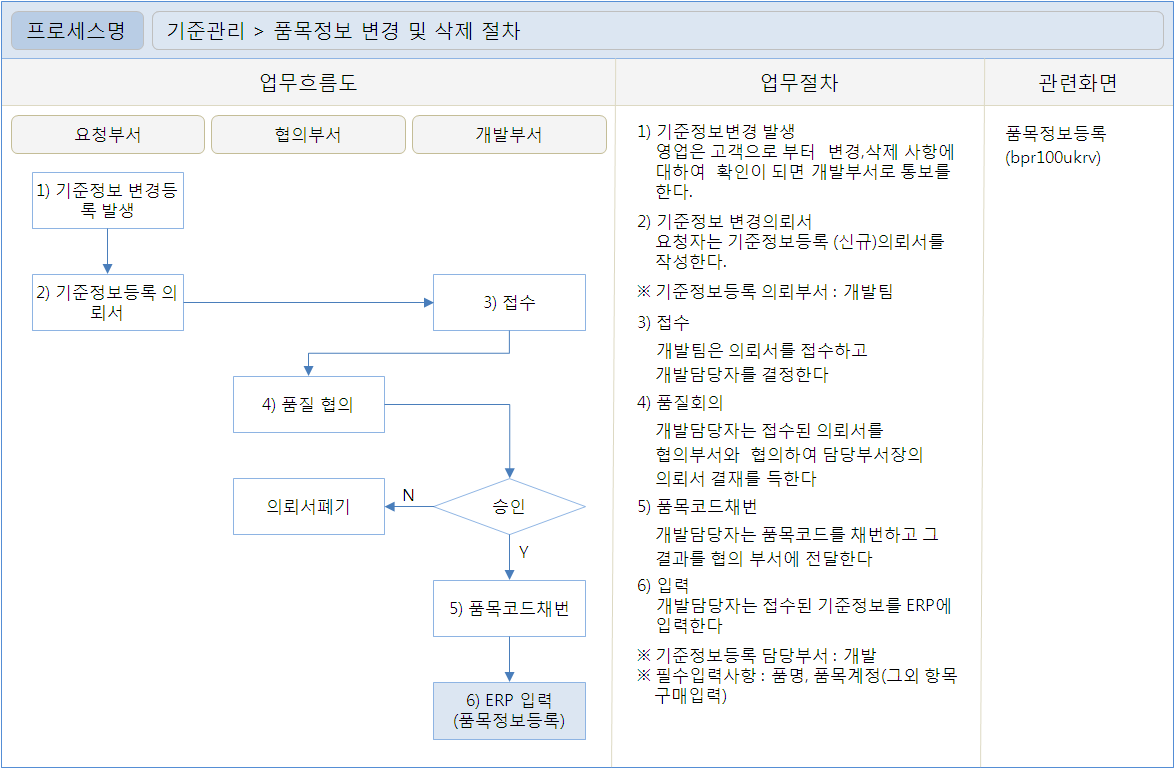 프로세스명
기준관리 > 품목정보 변경 및 삭제 절차
업무흐름도
업무절차
관련화면
요청부서
협의부서
개발부서
1) 기준정보 변경등
록 발생
2) 기준정보등록 의
뢰서
3) 접수
4) 품질 협의
의뢰서폐기
N
승인
Y
5) 품목코드채번
6) ERP 입력
(품목정보등록)
1) 기준정보변경 발생
영업은 고객으로 부터 변경,삭제 사항에
대하여 확인이 되면 개발부서로 통보를
한다.
2) 기준정보 변경의뢰서
요청자는 기준정보등록 (신규)의뢰서를
작성한다.
※ 기준정보등록 의뢰부서 : 개발팀
3) 접수
개발팀은 의뢰서를 접수하고
개발담당자를 결정한다
4) 품질회의
개발담당자는 접수된 의뢰서를
협의부서와 협의하여 담당부서장의
의뢰서 결재를 득한다
5) 품목코드채번
개발담당자는 품목코드를 채번하고 그
결과를 협의 부서에 전달한다
6) 입력
개발담당자는 접수된 기준정보를 ERP에
입력한다
※ 기준정보등록 담당부서 : 개발
※ 필수입력사항 : 품명, 품목계정(그외 항목
구매입력)
품목정보등록
(bpr100ukrv)